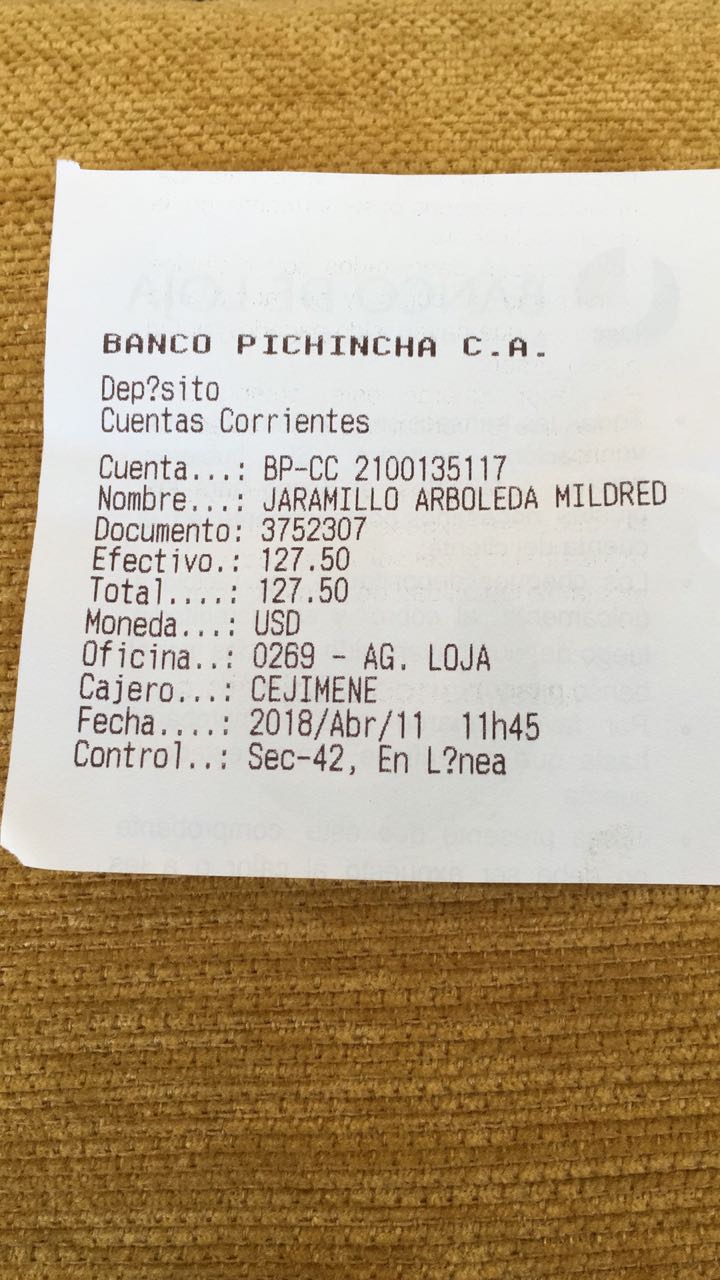 BANCO PICHINCHA C.A.
Dep?sito
Cuentas Corrientes
Cuenta...: BP-CC 2100135117
Nombre...: JARAMILLO ARBOLEDA MILDRED
Documento: 3752307
Efectivo.: 127.50
Total....: 127.50
Moneda...: USD
Oficina..: 0269 - AG. LOJA
Cajero...: CEJIMENE
Fecha....: 2018/Abr/11 11h45
Control..: Sec-42, En L?nea